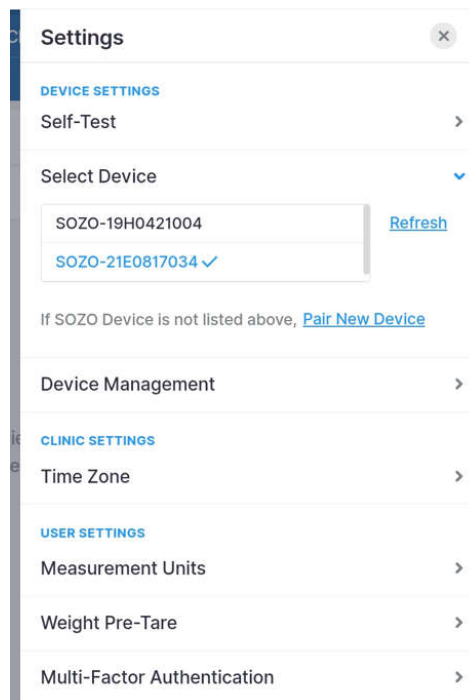 Settings
DEVICE SETTINGS
Self-Test
Select Device
SOZO-19H0421004
Refresh
SOZO-21E0817034
If SOZO Device is not listed above, Pair New Device
Device Management
CLINIC SETTINGS
Time Zone
USER SETTINGS
Measurement Units
Weight Pre-Tare
Multi-Factor Authentication